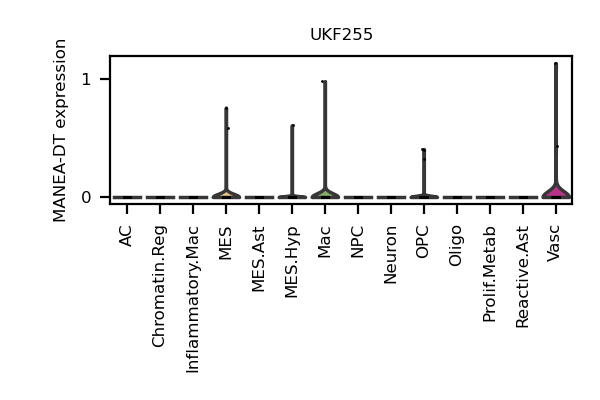 UKF255
MANEA-DT expression
1
0
AC
Chromatin.Reg
Inflammatory.Mac
MES
MES.Ast
MES.Hyp
Mac
NPC
Neuron
OPC
Oligo
Prolif.Metab
Reactive.Ast
Vasc